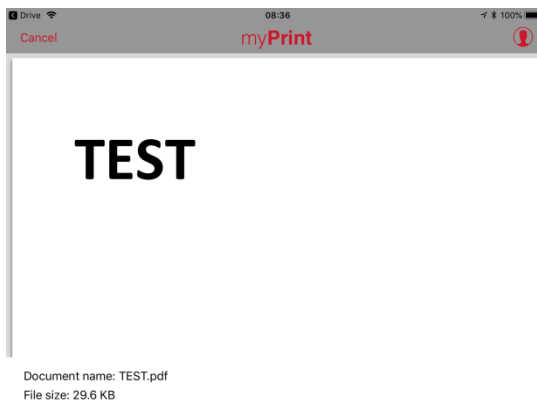 Drive 08:36 100%
Cancel myPrint
TEST
Document name: TEST.pdf
File size: 29.6 KB